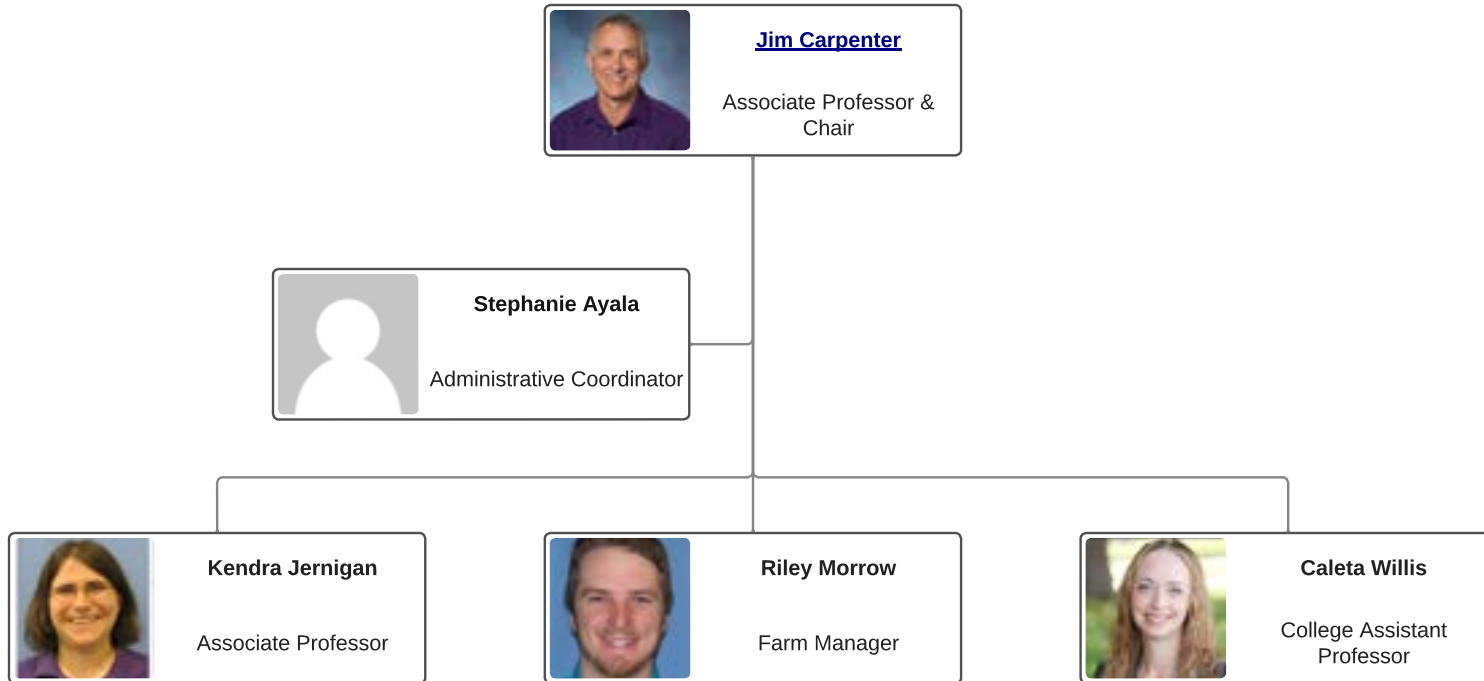 Jim Carpenter
Associate Professor &
Chair
Stephanie Ayala
Administrative Coordinator
Kendra Jernigan
Associate Professor
Riley Morrow
Farm Manager
Caleta Willis
College Assistant
Professor